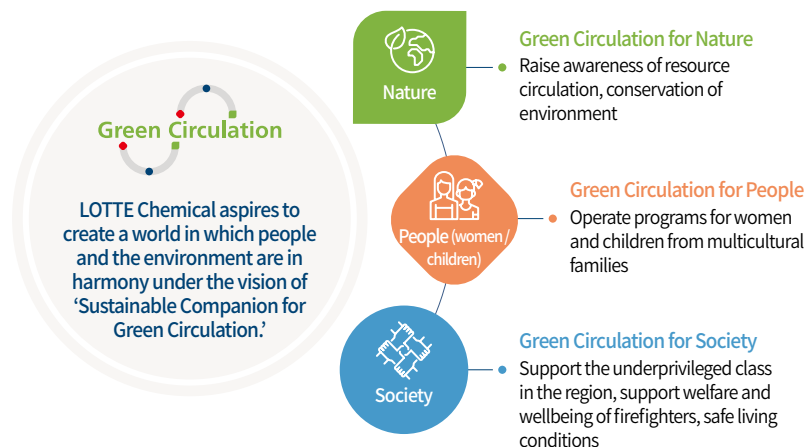 Green Circulation
LOTTE Chemical aspires to
create a world in which people
and the environment are in
harmony under the vision of
‘Sustainable Companion for
Green Circulation.’
Nature
Green Circulation for Nature
• Raise awareness of resource
circulation, conservation of
environment
People (women /
children)
Green Circulation for People
• Operate programs for women
and children from multicultural
families
Society
Green Circulation for Society
• Support the underprivileged class
in the region, support welfare and
wellbeing of firefighters, safe living
conditions